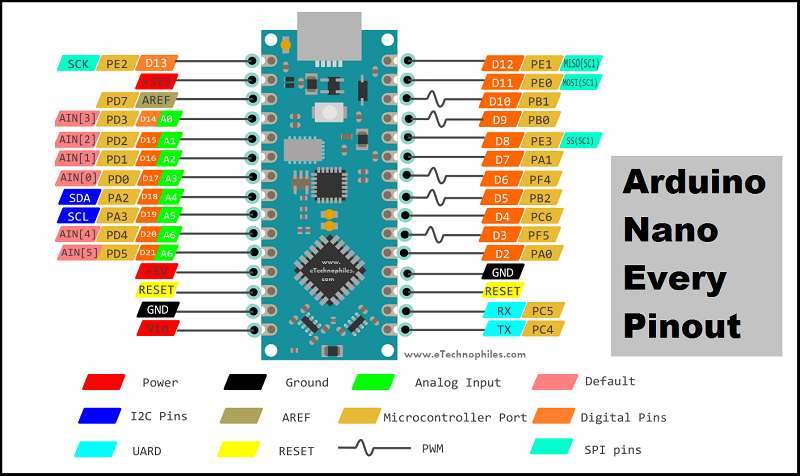 SCK PE2 D13
+3V3
PD7 AREF
AIN[3] PD3 D14 A0
AIN[2] PD2 D15 A1
AIN[1] PD1 D16 A2
AIN[0] PD0 D17 A3
SDA PA2 D18 A4
SCL PA3 D19 A5
AIN[4] PD4 D20 A6
AIN[5] PD5 D21 A6
+5V
RESET
GND
Vin
www.
eTechnophiles.
com
D12 PE1 MISO(SC1)
D11 PE0 MOSI(SC1)
D10 PB1
D9 PB0
D8 PE3 SS(SC1)
D7 PA1
D6 PF4
D5 PB2
D4 PC6
D3 PF5
D2 PA0
GND
RESET
RX PC5
TX PC4
www.eTechnophiles.com
Arduino
Nano
Every
Pinout
Power Ground Analog Input Default
I2C Pins AREF Microcontroller Port Digital Pins
UARD RESET PWM SPI pins